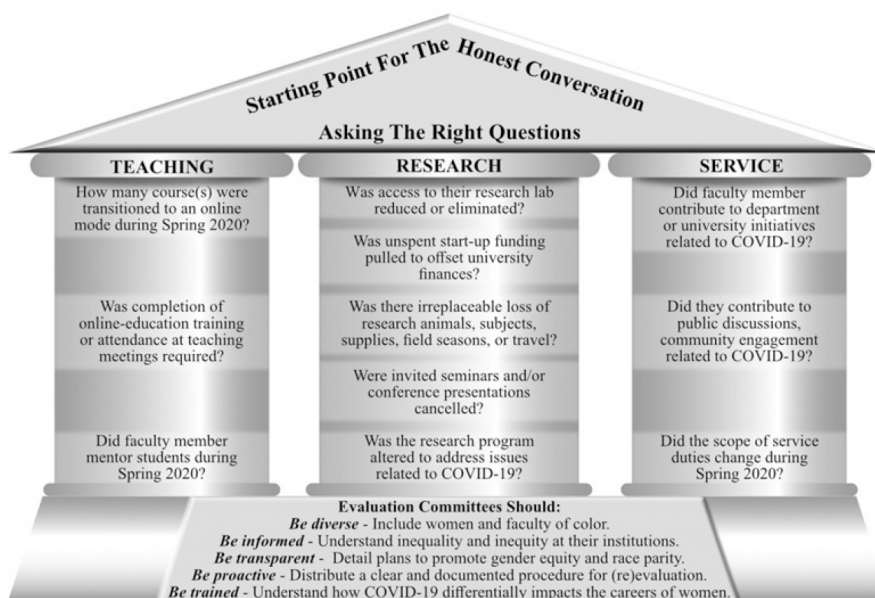 Starting Point For The Honest Conversation
Asking The Right Questions
TEACHING
How many course(s) were
transitioned to an online
mode during Spring 2020?
Was completion of
online-education training
or attendance at teaching
meetings required?
Did faculty member
mentor students during
Spring 2020?
RESEARCH
Was access to their research lab
reduced or eliminated?
Was unspent start-up funding
pulled to offset university
finances?
Was there irreplaceable loss of
research animals, subjects,
supplies, field seasons, or travel?
Were invited seminars and/or
conference presentations
cancelled?
Was the research program
altered to address issues
related to COVID-19?
SERVICE
Did faculty member
contribute to department
or university initiatives
related to COVID-19?
Did they contribute to
public discussions,
community engagement
related to COVID-19?
Did the scope of service
duties change during
Spring 2020?
Evaluation Committees Should:
Be diverse - Include women and faculty of color.
Be informed - Understand inequality and inequity at their institutions.
Be transparent - Detail plans to promote gender equity and race parity.
Be proactive - Distribute a clear and documented procedure for (re)evaluation.
Be trained - Understand how COVID-19 differentially impacts the careers of women.